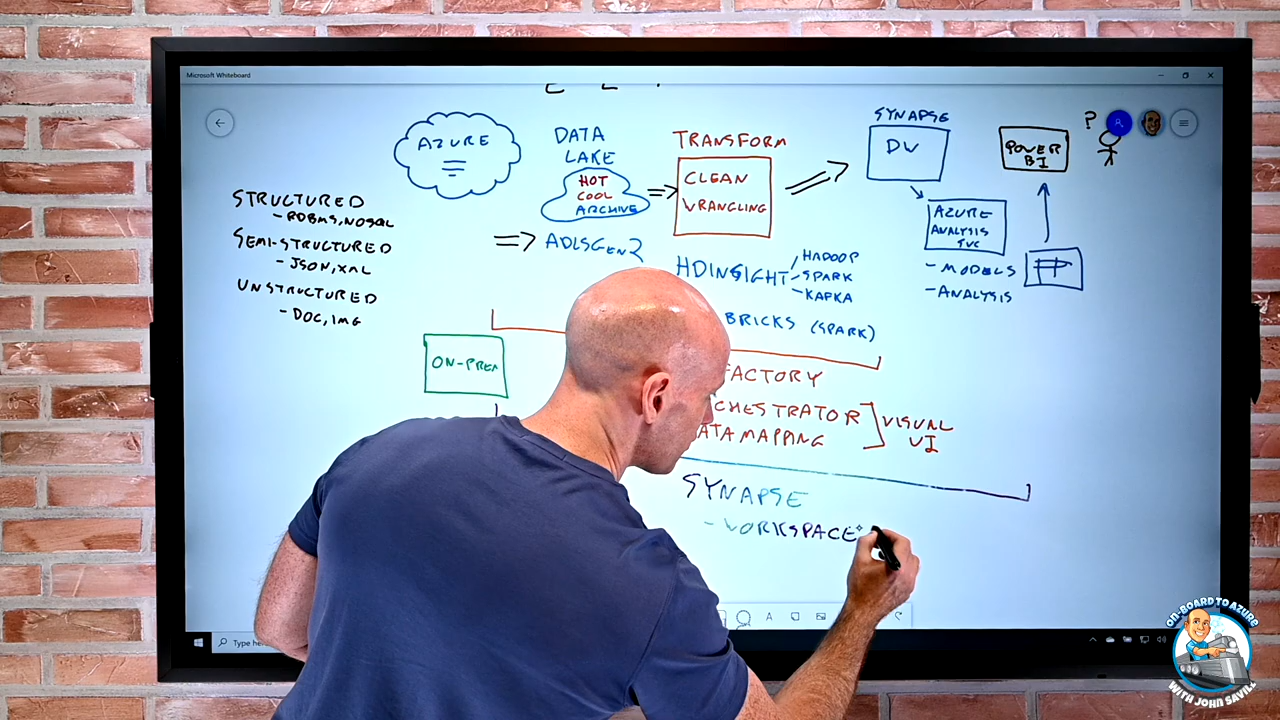 Microsoft Whiteboard
AZURE
STRUCTURED
- RDBMS, NOSQL
SEMI-STRUCTURED
- JSON, XML
UNSTRUCTURED
- DOC, IMG
ON-PREM
DATA
LAKE
HOT
COOL
ARCHIVE
ADLSGEN2
TRANSFORM
CLEAN
WRANGLING
HDINSIGHT
HADOOP
- SPARK
- KAFKA
BRICKS (SPARK)
FACTORY
CHESTRATOR
ATA MAPPING
VISUAL
UI
SYNAPSE
DW
AZURE
ANALYSIS
SVC
- MODELS
- ANALYSIS
POWER
BI
?
SYNAPSE
- WORKSPACE
Type he
ON-BOARD TO AZURE
WITH JOHN SAVILL